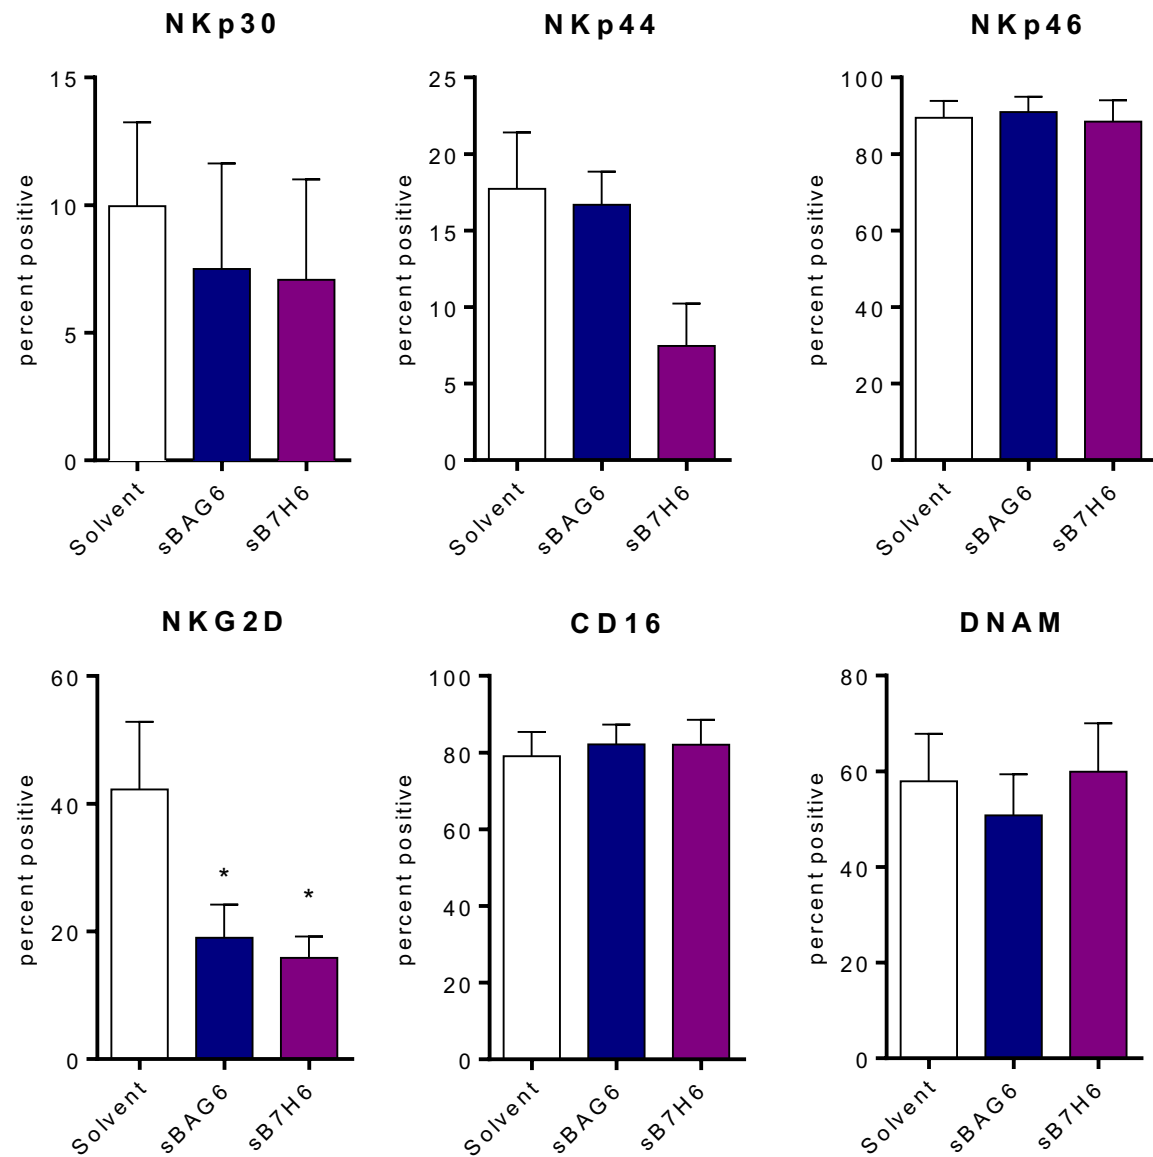 NKp30
percent positive
15
10
5
0
Solvent
sBAG6
sB7H6
NKp44
percent positive
25
20
15
10
5
0
Solvent
sBAG6
sB7H6
NKp46
percent positive
100
80
60
40
20
0
Solvent
sBAG6
sB7H6
NKG2D
percent positive
60
40
20
0
*
*
Solvent
sBAG6
sB7H6
CD16
percent positive
100
80
60
40
20
0
Solvent
sBAG6
sB7H6
DNAM
percent positive
80
60
40
20
0
Solvent
sBAG6
sB7H6